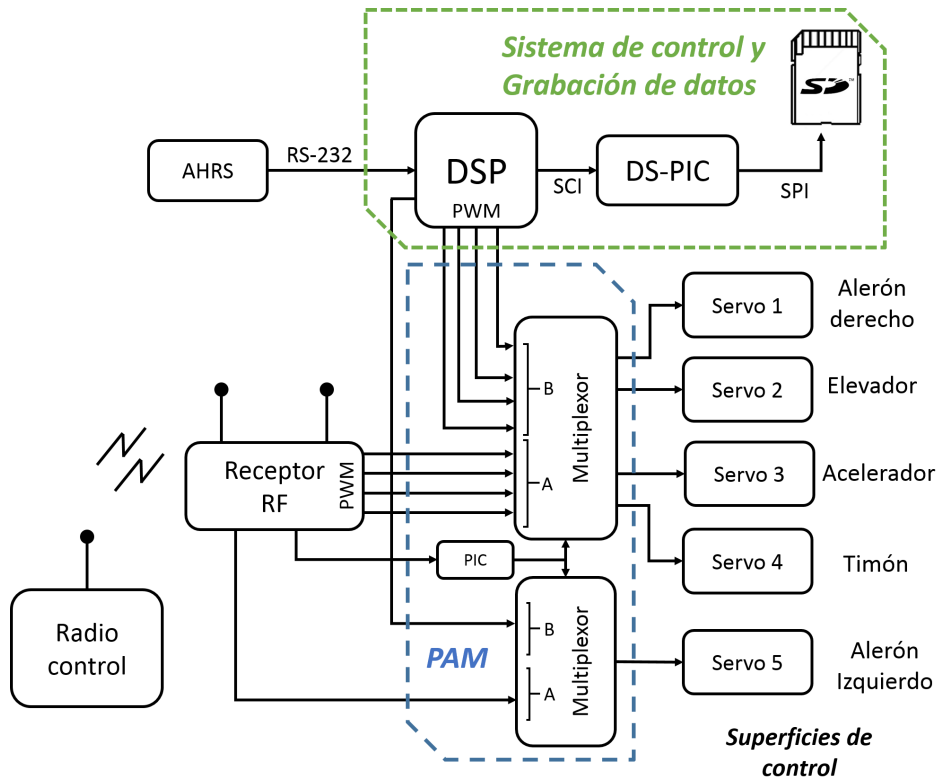 Sistema de control y
Grabación de datos
SD™
AHRS
RS-232
DSP
PWM
SCI
DS-PIC
SPI
Servo 1
Alerón
derecho
Servo 2
Elevador
Servo 3
Acelerador
Servo 4
Timón
Servo 5
Alerón
Izquierdo
B
A
Multiplexor
Receptor
RF
PWM
PIC
B
A
Multiplexor
PAM
Radio
control
Superficies de
control